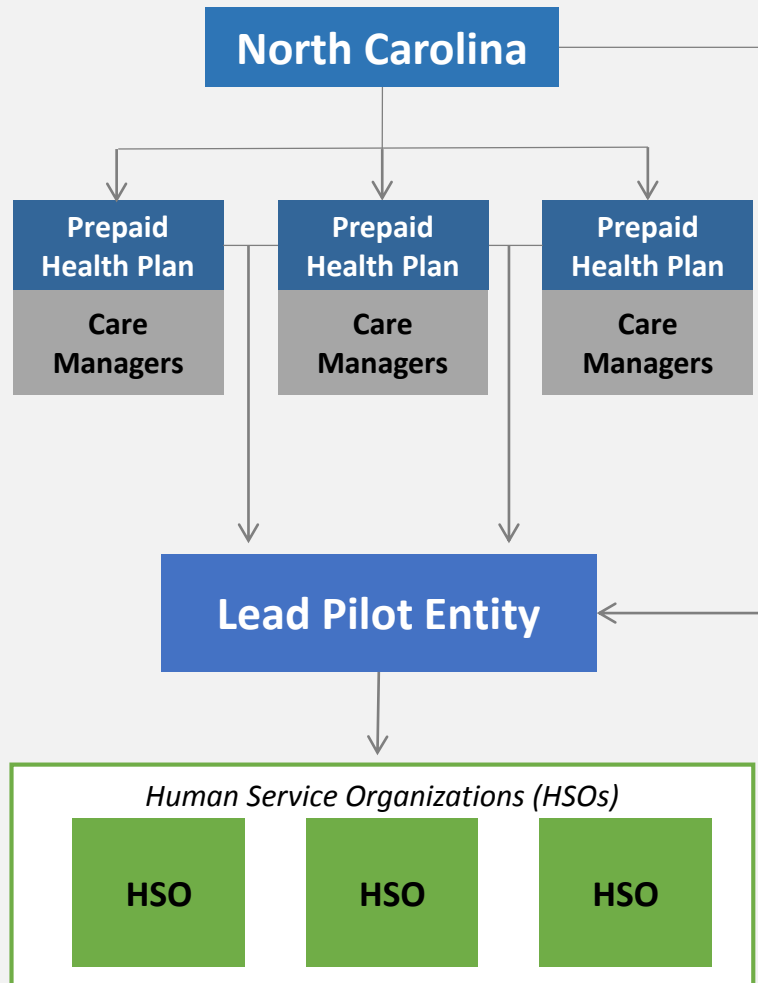 North Carolina
Prepaid
Health Plan
Care
Managers
Prepaid
Health Plan
Care
Managers
Prepaid
Health Plan
Care
Managers
Lead Pilot Entity
Human Service Organizations (HSOs)
HSO
HSO
HSO